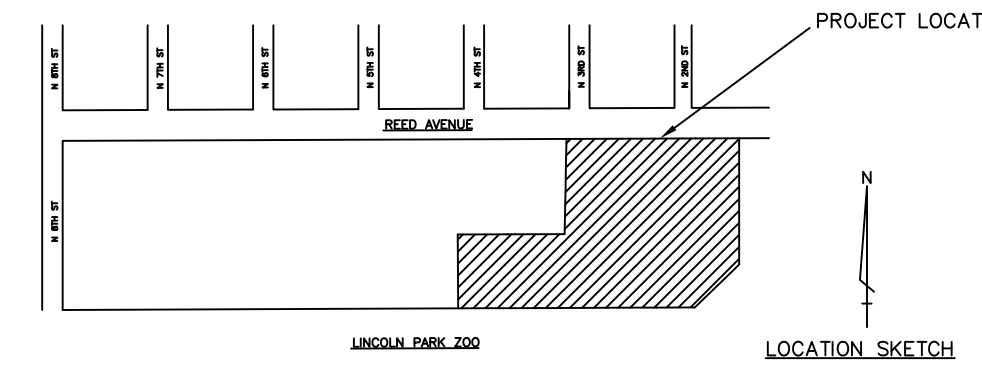 PROJECT LOCAT
N 8TH ST
N 7TH ST
N 6TH ST
N 5TH ST
N 4TH ST
N 3RD ST
N 2ND ST
REED AVENUE
N 8TH ST
N
LINCOLN PARK ZOO
LOCATION SKETCH